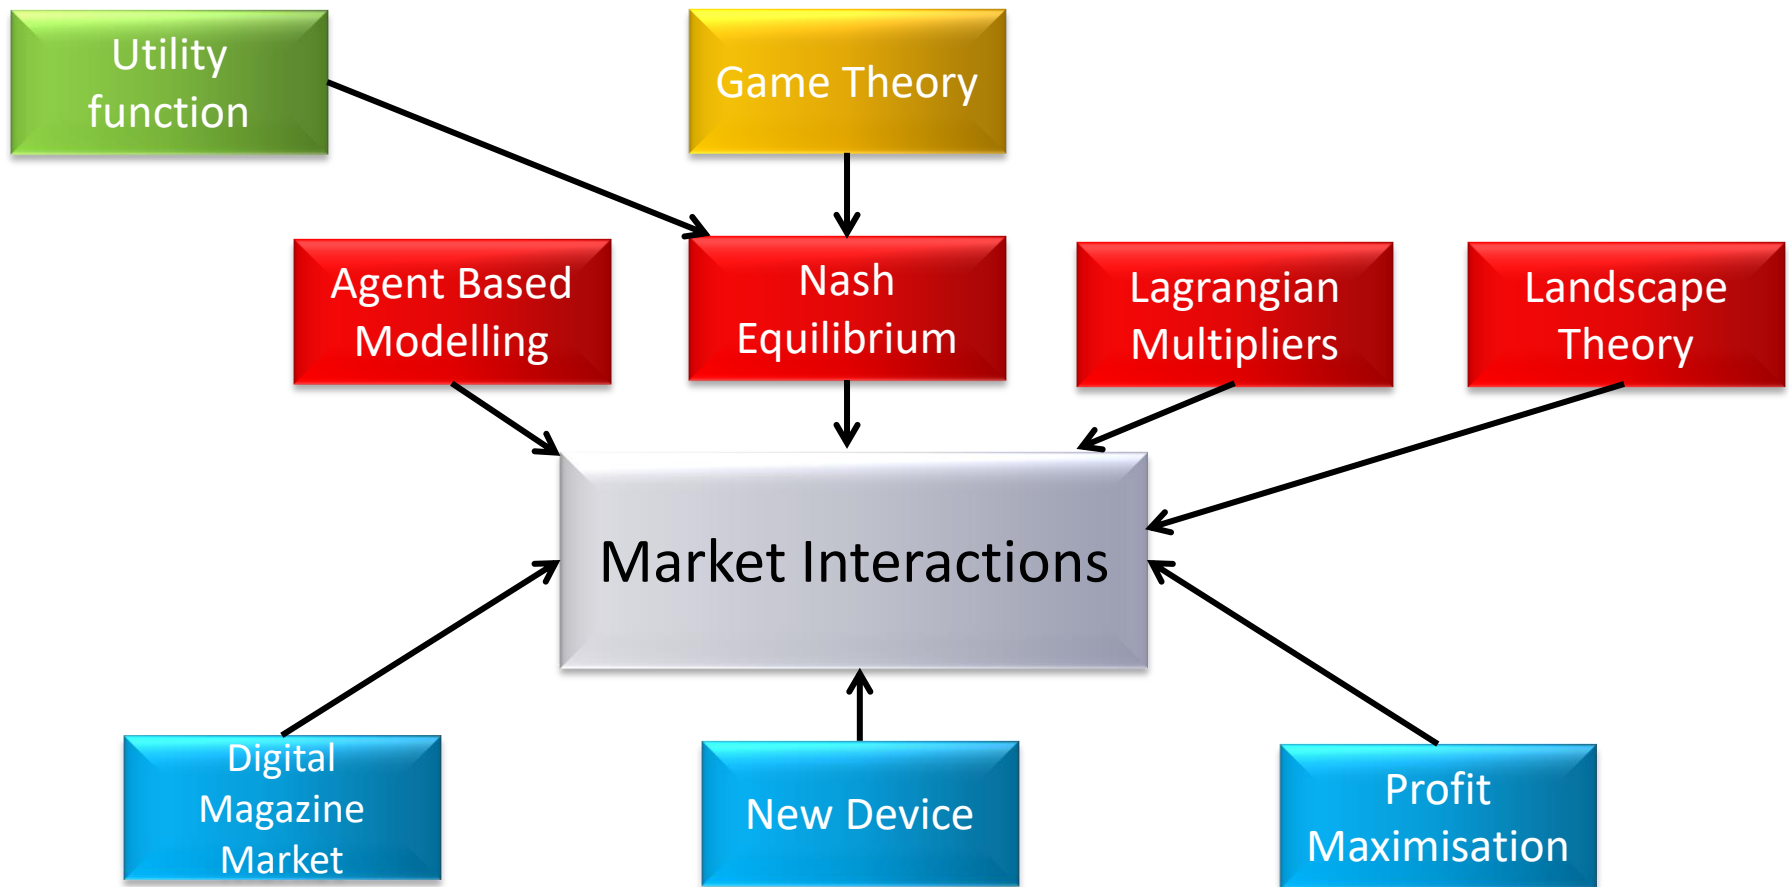 Utility
function
Game Theory
Agent Based
Modelling
Nash
Equilibrium
Lagrangian
Multipliers
Landscape
Theory
Market Interactions
Digital
Magazine
Market
New Device
Profit
Maximisation